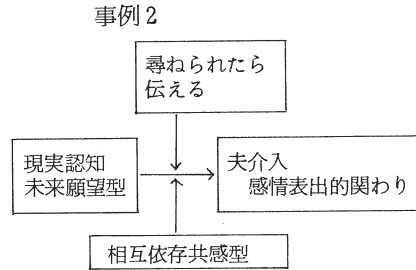 事例2
尋ねられたら
伝える
現実認知
未来願望型
夫介入
感情表出的関わり
相互依存共感型